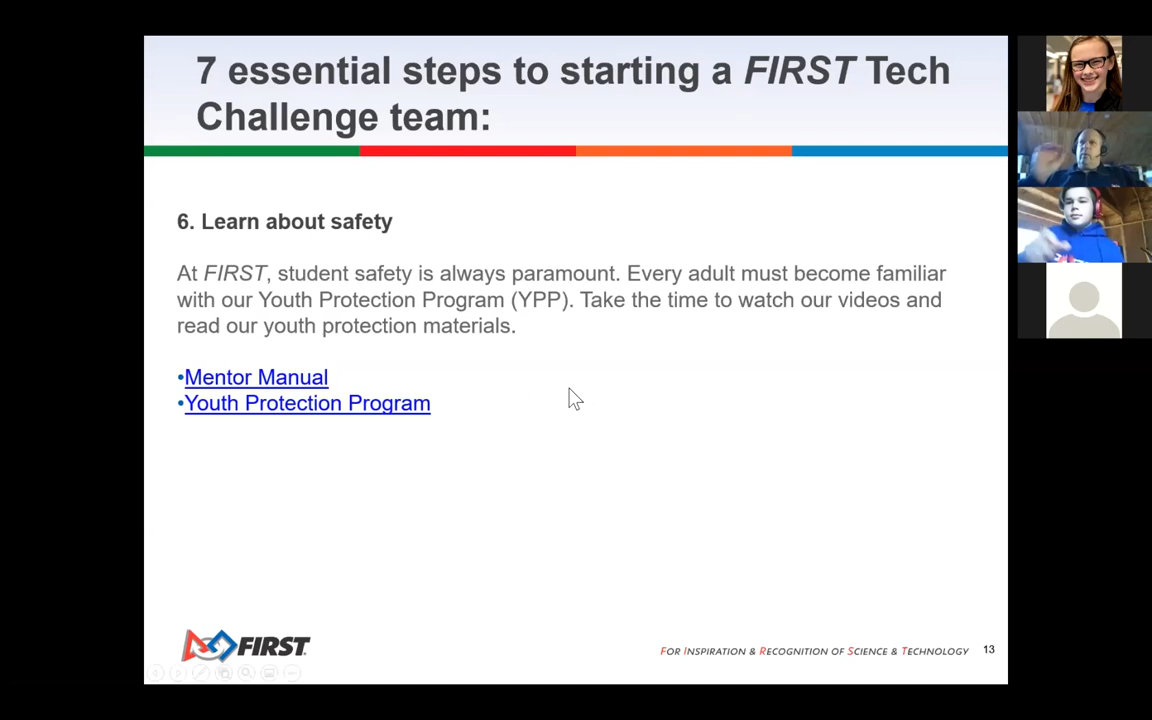 7 essential steps to starting a FIRST Tech
Challenge team:
6. Learn about safety
At FIRST, student safety is always paramount. Every adult must become familiar
with our Youth Protection Program (YPP). Take the time to watch our videos and
read our youth protection materials.
•Mentor Manual
•Youth Protection Program
FIRST
FOR INSPIRATION & RECOGNITION OF SCIENCE & TECHNOLOGY 13